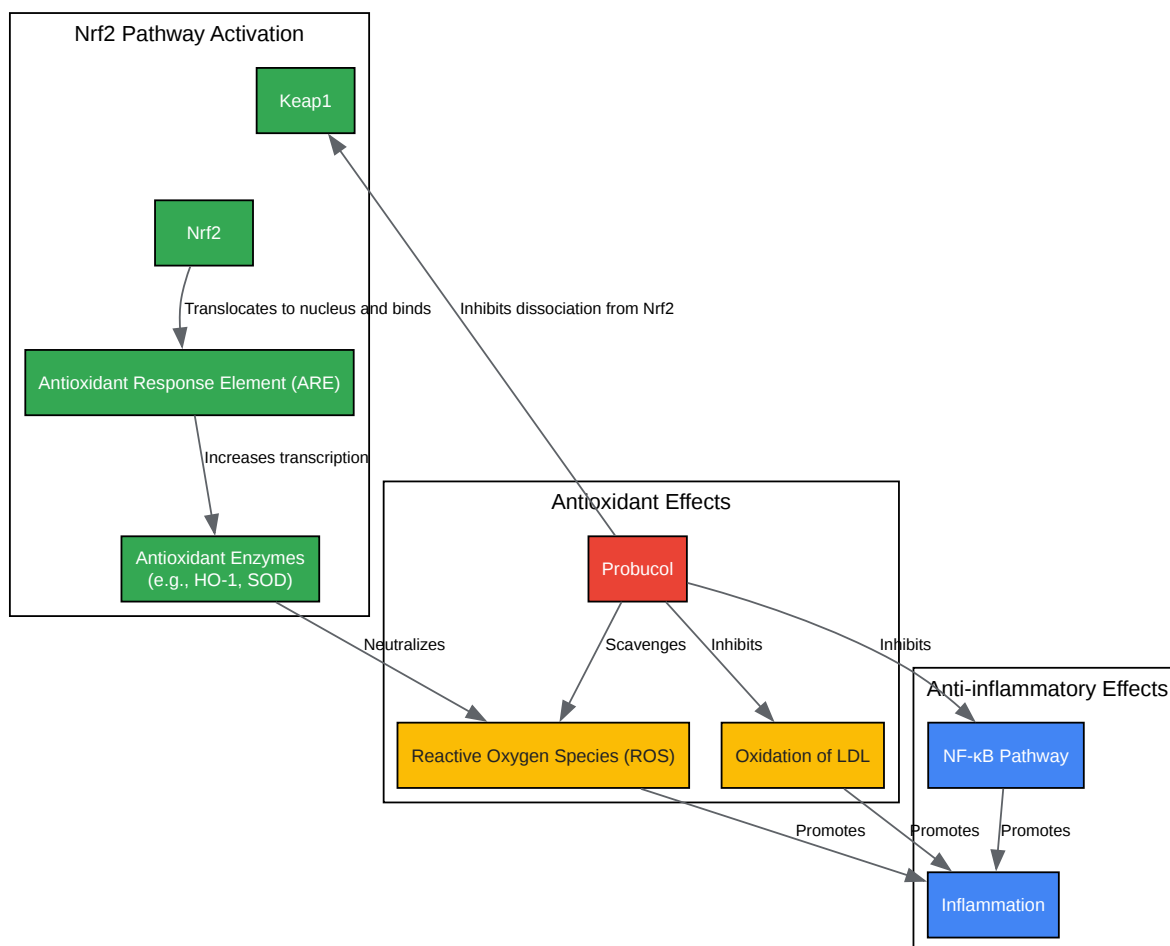 Nrf2 Pathway Activation
Keap1
Nrf2
Translocates to nucleus and binds
Inhibits dissociation from Nrf2
Antioxidant Response Element (ARE)
Increases transcription
Antioxidant Effects
Antioxidant Enzymes
(e.g., HO-1, SOD)
Probucol
Neutralizes
Scavenges
Inhibits
Inhibits
Anti-inflammatory Effects
Reactive Oxygen Species (ROS)
Oxidation of LDL
NF-κB Pathway
Promotes
Promotes
Promotes
Inflammation